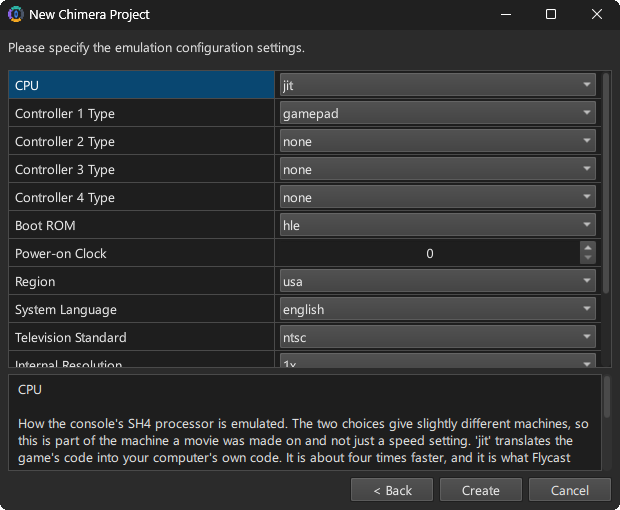 New Chimera Project
Please specify the emulation configuration settings.
CPU jit
Controller 1 Type gamepad
Controller 2 Type none
Controller 3 Type none
Controller 4 Type none
Boot ROM hle
Power-on Clock 0
Region usa
System Language english
Television Standard ntsc
Internal Resolution 1x
CPU
How the console's SH4 processor is emulated. The two choices give slightly different machines, so
this is part of the machine a movie was made on and not just a speed setting. 'jit' translates the
game's code into your computer's own code. It is about four times faster, and it is what Flycast
< Back Create Cancel